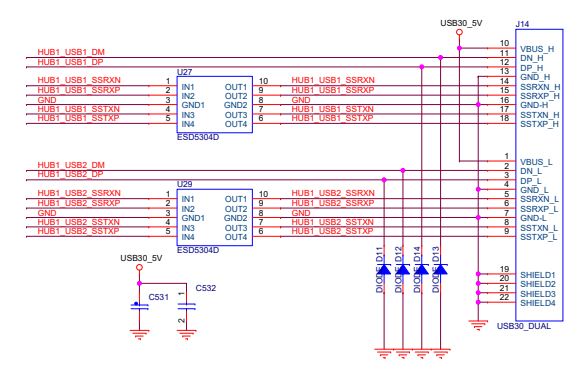 USB30_5V
J14
HUB1_USB1_DM
HUB1_USB1_DP
10 VBUS_H
11 DN_H
12 DP_H
13 GND_H
14 SSRXN_H
15 SSRXP_H
16 GND-H
17 SSTXN_H
18 SSTXP_H
U27
HUB1_USB1_SSRXN 1 IN1 OUT1 10 HUB1_USB1_SSRXN
HUB1_USB1_SSRXP 2 IN2 OUT2 9 HUB1_USB1_SSRXP
GND 3 GND1 GND2 8 GND
HUB1_USB1_SSTXN 4 IN3 OUT3 7 HUB1_USB1_SSTXN
HUB1_USB1_SSTXP 5 IN4 OUT4 6 HUB1_USB1_SSTXP
ESD5304D
HUB1_USB2_DM
HUB1_USB2_DP
1 VBUS_L
2 DN_L
3 DP_L
4 GND_L
5 SSRXN_L
6 SSRXP_L
7 GND-L
8 SSTXN_L
9 SSTXP_L
U29
HUB1_USB2_SSRXN 1 IN1 OUT1 10 HUB1_USB2_SSRXN
HUB1_USB2_SSRXP 2 IN2 OUT2 9 HUB1_USB2_SSRXP
GND 3 GND1 GND2 8 GND
HUB1_USB2_SSTXN 4 IN3 OUT3 7 HUB1_USB2_SSTXN
HUB1_USB2_SSTXP 5 IN4 OUT4 6 HUB1_USB2_SSTXP
ESD5304D
USB30_5V
C531
C532
1
2
DIODE D11
DIODE D12
DIODE D14
DIODE D13
19 SHIELD1
20 SHIELD2
21 SHIELD3
22 SHIELD4
USB30_DUAL